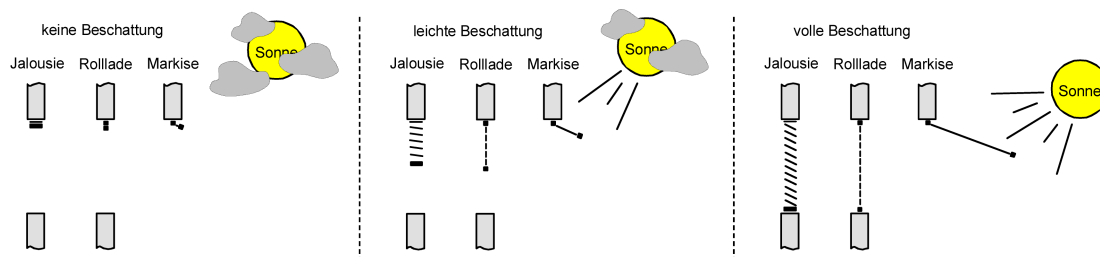 keine Beschattung
Jalousie Rolllade Markise
Sonne
leichte Beschattung
Jalousie Rolllade Markise
Sonne
volle Beschattung
Jalousie Rolllade Markise
Sonne